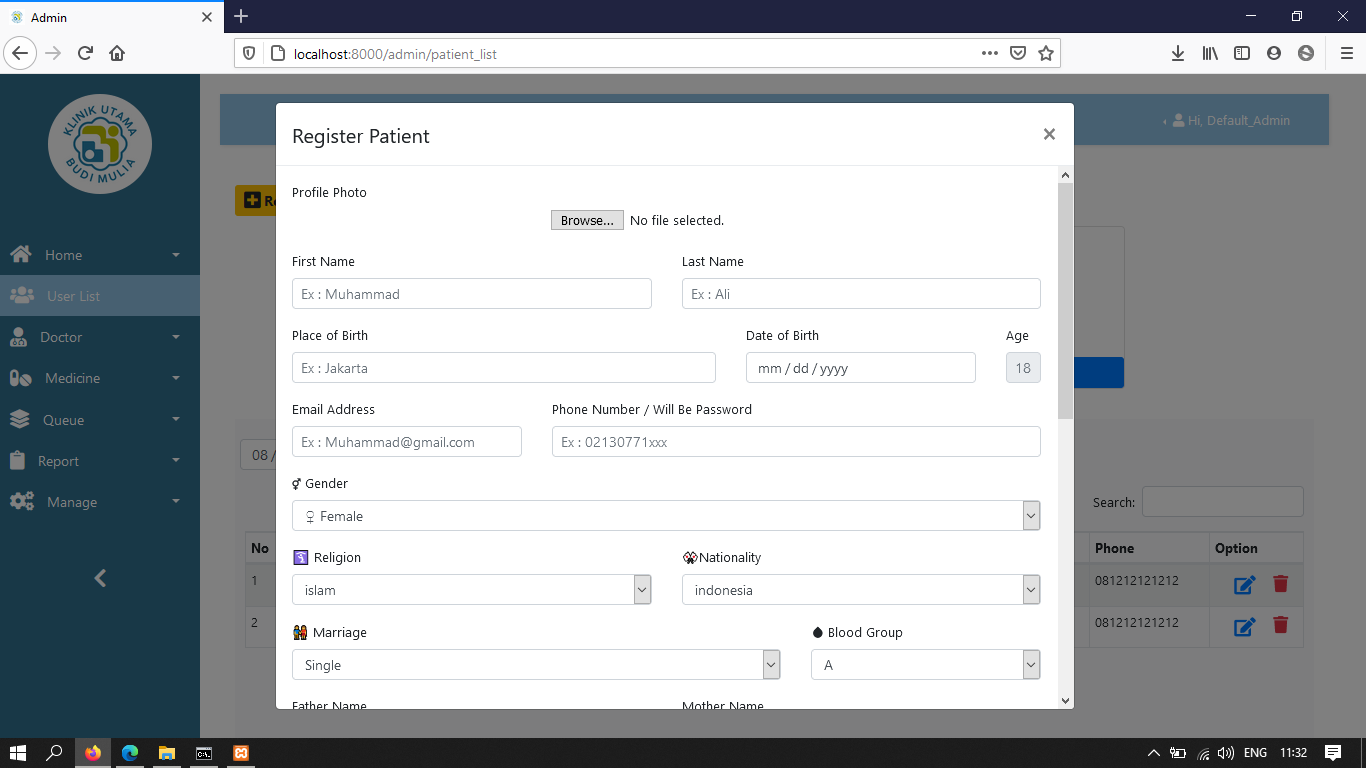 Admin
localhost:8000/admin/patient_list
KLINIK UTAMA
BUDI MULIA
Hi, Default_Admin
Home
User List
Doctor
Medicine
Queue
Report
Manage
Register Patient
Profile Photo
Browse... No file selected.
First Name Last Name
Ex : Muhammad Ex : Ali
Place of Birth Date of Birth Age
Ex : Jakarta mm / dd / yyyy 18
Email Address Phone Number / Will Be Password
Ex : Muhammad@gmail.com Ex : 02130771xxx
Gender
♀ Female
Religion Nationality
islam indonesia
Marriage Blood Group
Single A
Father Name Mother Name
08 /
Search:
No Phone Option
1 081212121212
2 081212121212
ENG 11:32